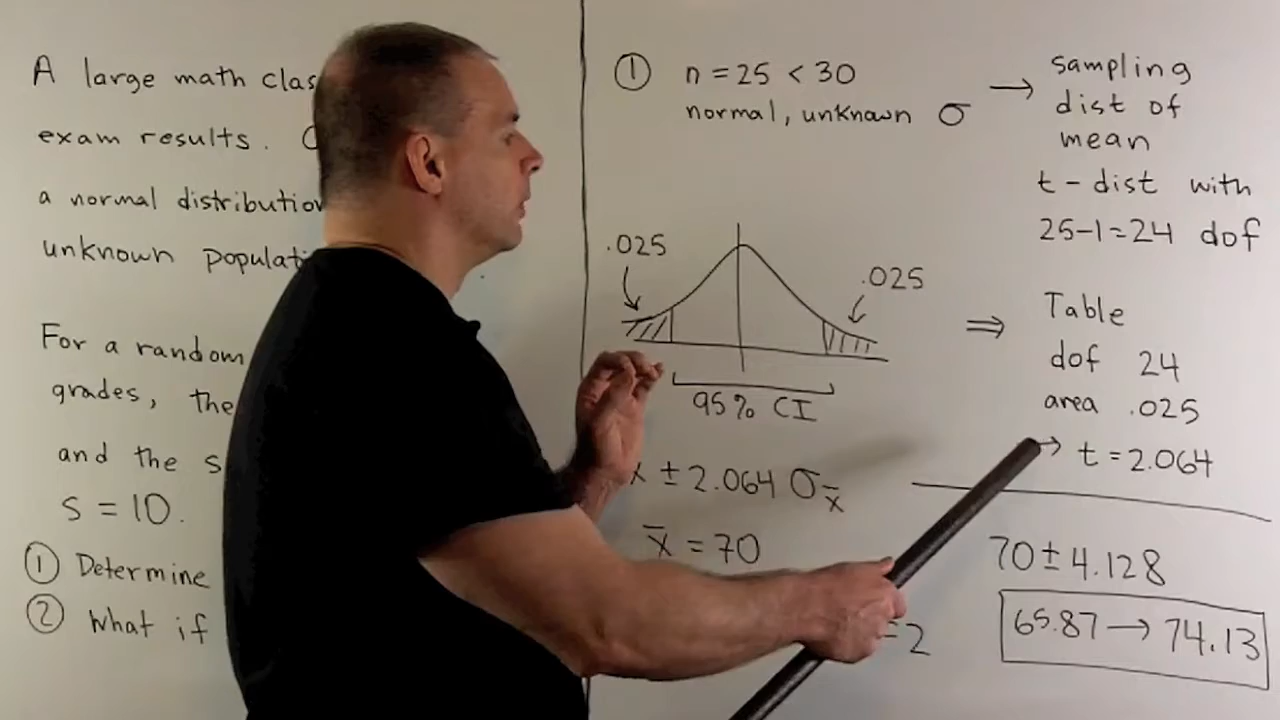 A large math clas
exam results.
a normal distribution
unknown populati
For a random
grades, the
and the s
s = 10.
① Determine
② What if
① n = 25 < 30
normal, unknown σ
→
sampling
dist of
mean
t - dist with
25-1=24 dof
.025
.025
95% CI
⇒
Table
dof 24
area .025
→ t = 2.064
x ± 2.064 σx̄
x̄ = 70
= 2
70 ± 4.128
65.87 → 74.13